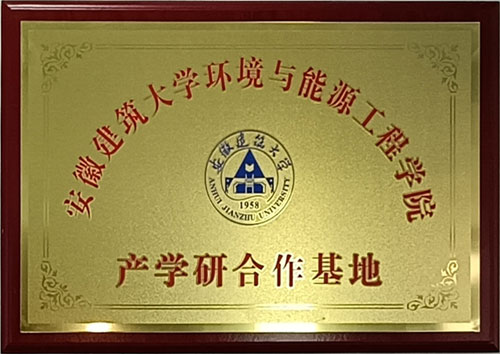 安徽建筑大学环境与能源工程学院
安徽建筑大学
1958
ANHUI JIANZHU UNIVERSITY
产学研合作基地